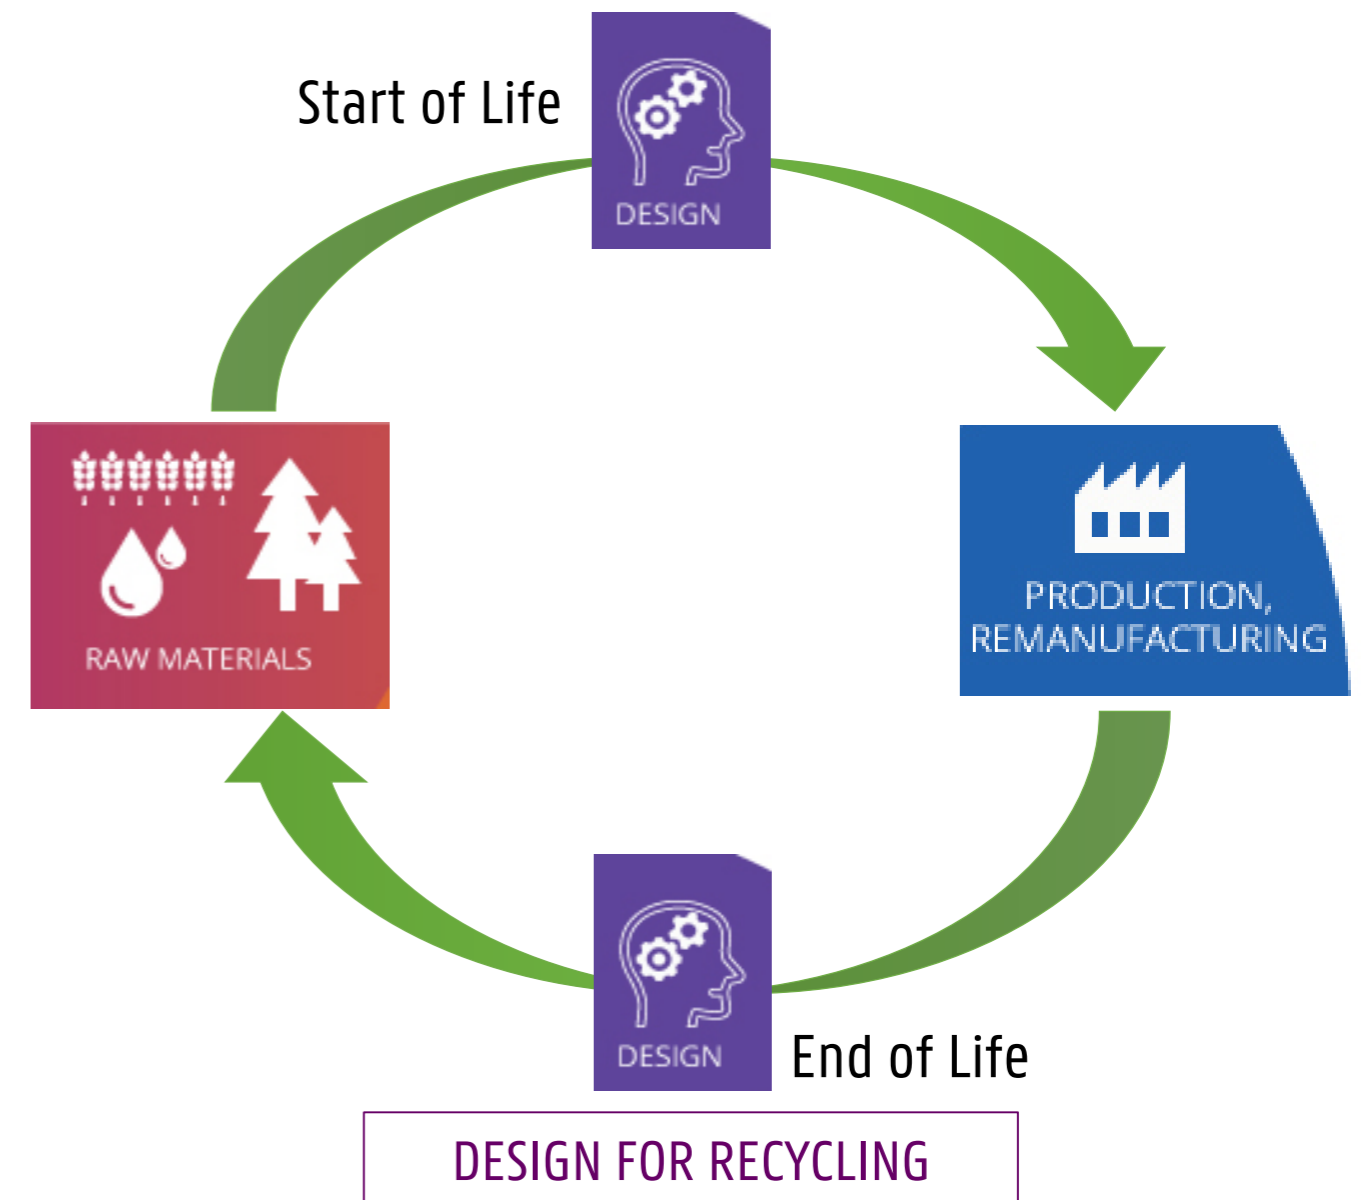 Start of Life
DESIGN
RAW MATERIALS
PRODUCTION,
REMANUFACTURING
DESIGN
End of Life
DESIGN FOR RECYCLING